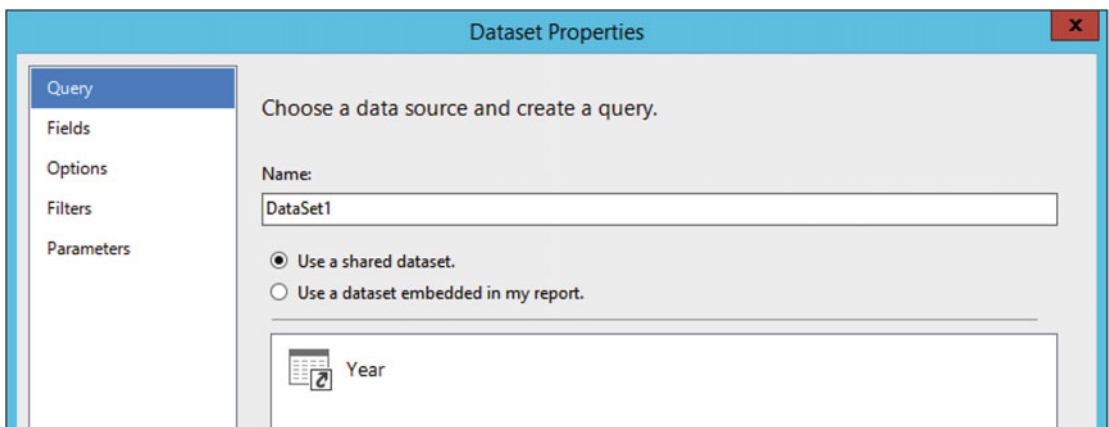 Dataset Properties
x
Query
Fields
Options
Filters
Parameters
Choose a data source and create a query.
Name:
DataSet1
Use a shared dataset.
Use a dataset embedded in my report.
Year